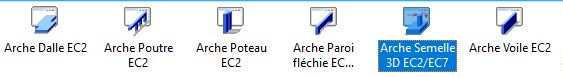 Arche Dalle EC2
Arche Poutre
EC2
Arche Poteau
EC2
Arche Paroi
fléchie EC...
Arche Semelle
3D EC2/EC7
Arche Voile EC2